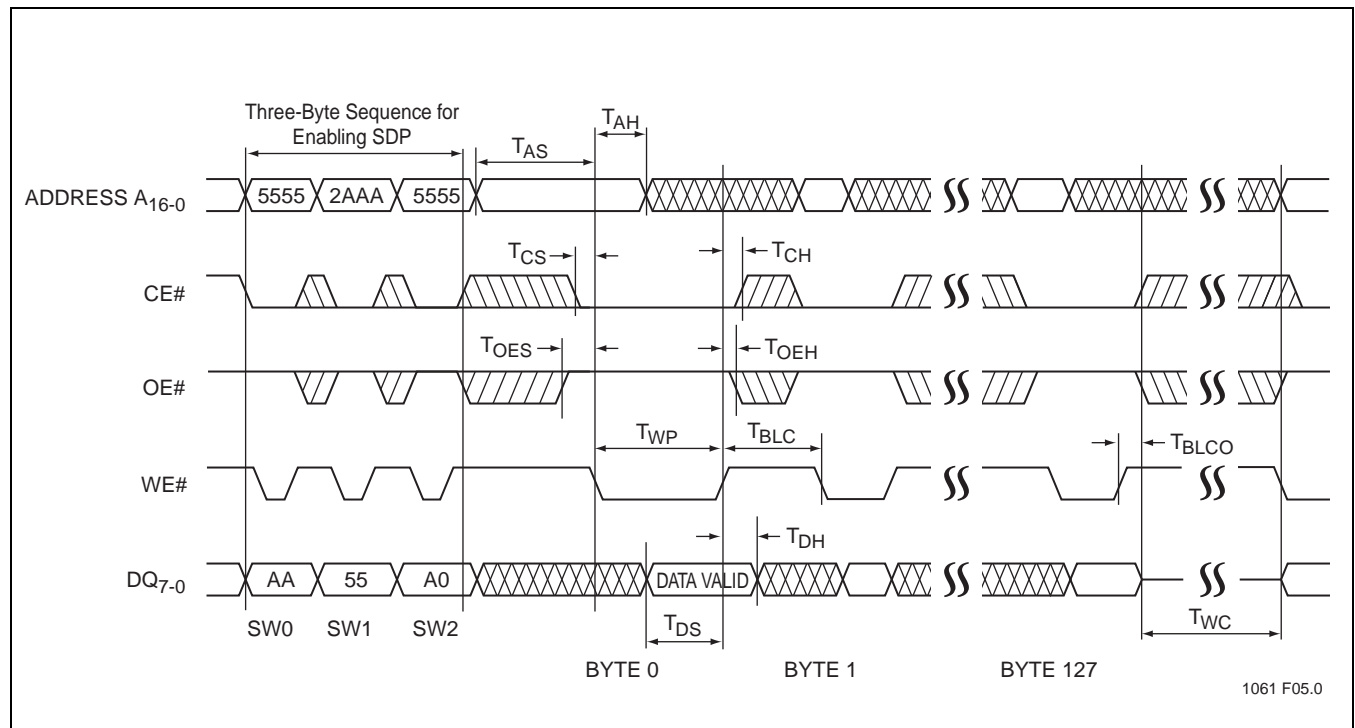 Three-Byte Sequence for
Enabling SDP
TAH
TAS
ADDRESS A16-0
5555 2AAA 5555
TCS
TCH
CE#
TOES
TOEH
OE#
TWP
TBLC
TBLCO
WE#
TDH
DQ7-0
AA 55 A0
DATA VALID
SW0 SW1 SW2
TDS
TWC
BYTE 0 BYTE 1 BYTE 127
1061 F05.0